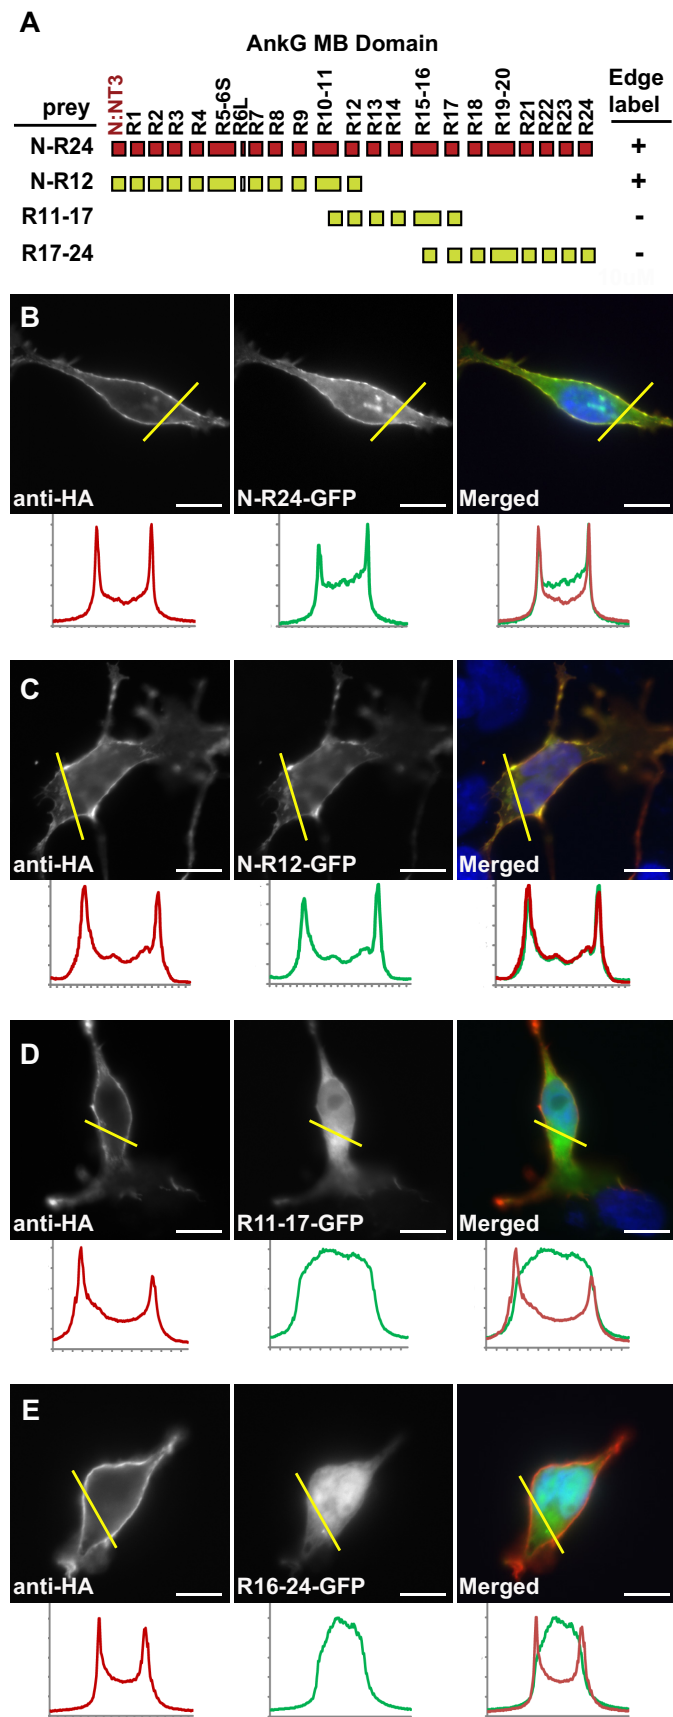 A
AnkG MB Domain
prey
N:NT3
R1
R2
R3
R4
R5-6S
R6L
R7
R8
R9
R10-11
R12
R13
R14
R15-16
R17
R18
R19-20
R21
R22
R23
R24
Edge
label
N-R24 +
N-R12 +
R11-17 -
R17-24 -
B
anti-HA N-R24-GFP Merged
C
anti-HA N-R12-GFP Merged
D
anti-HA R11-17-GFP Merged
E
anti-HA R16-24-GFP Merged